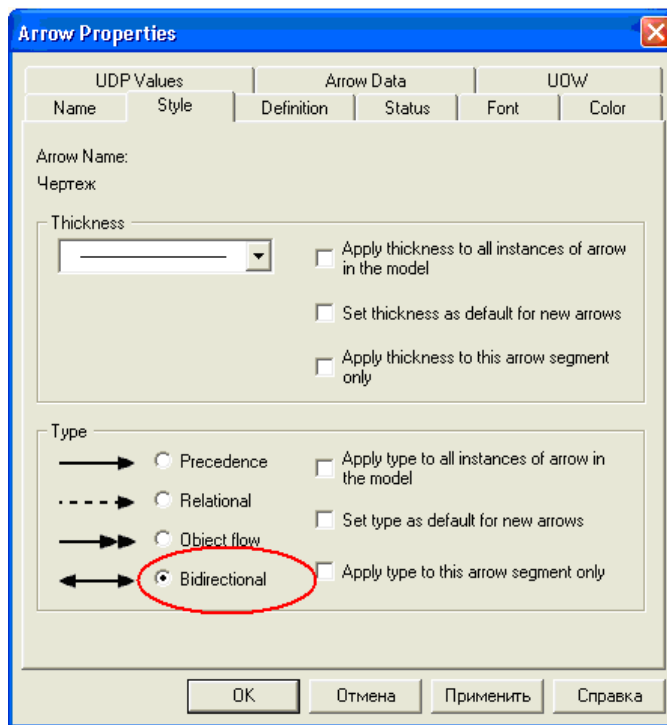 Arrow Properties
UDP Values
Arrow Data
UOW
Name
Style
Definition
Status
Font
Color
Arrow Name:
Чертеж
Thickness
Apply thickness to all instances of arrow
in the model
Set thickness as default for new arrows
Apply thickness to this arrow segment
only
Type
Precedence
Relational
Object flow
Bidirectional
Apply type to all instances of arrow in
the model
Set type as default for new arrows
Apply type to this arrow segment only
OK
Отмена
Применить
Справка